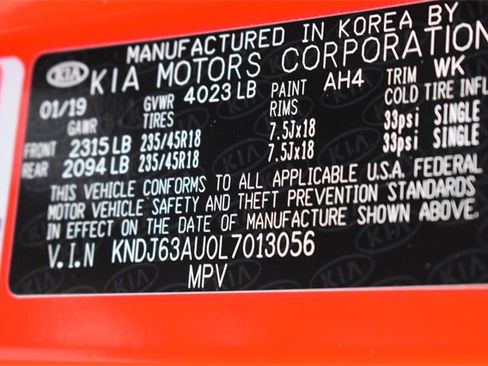 MANUFACTURED IN KOREA BY
KIA KIA MOTORS CORPORATION
01/19 GVWR 4023 LB PAINT AH4 TRIM WK
GAWR TIRES RIMS COLD TIRE INFL
FRONT 2315 LB 235/45R18 7.5Jx18 33psi SINGLE
REAR 2094 LB 235/45R18 7.5Jx18 33psi SINGLE
THIS VEHICLE CONFORMS TO ALL APPLICABLE U.S.A. FEDERAL
MOTOR VEHICLE SAFETY AND THEFT PREVENTION STANDARDS
IN EFFECT ON THE DATE OF MANUFACTURE SHOWN ABOVE.
V.I.N KNDJ63AU0L7013056
MPV